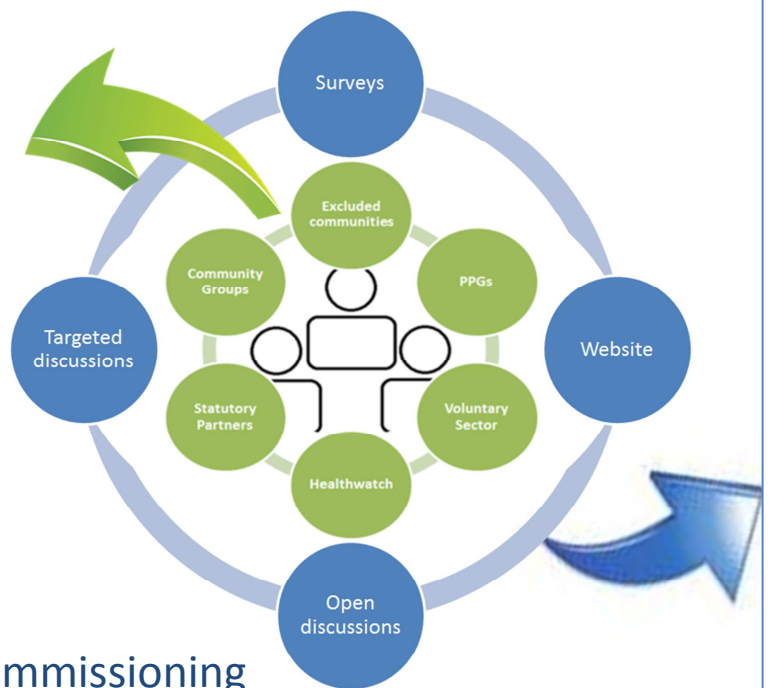 Surveys
Excluded
communities
Community
Groups
PPGs
Targeted
discussions
Website
Statutory
Partners
Voluntary
Sector
Healthwatch
Open
discussions
mmissioning